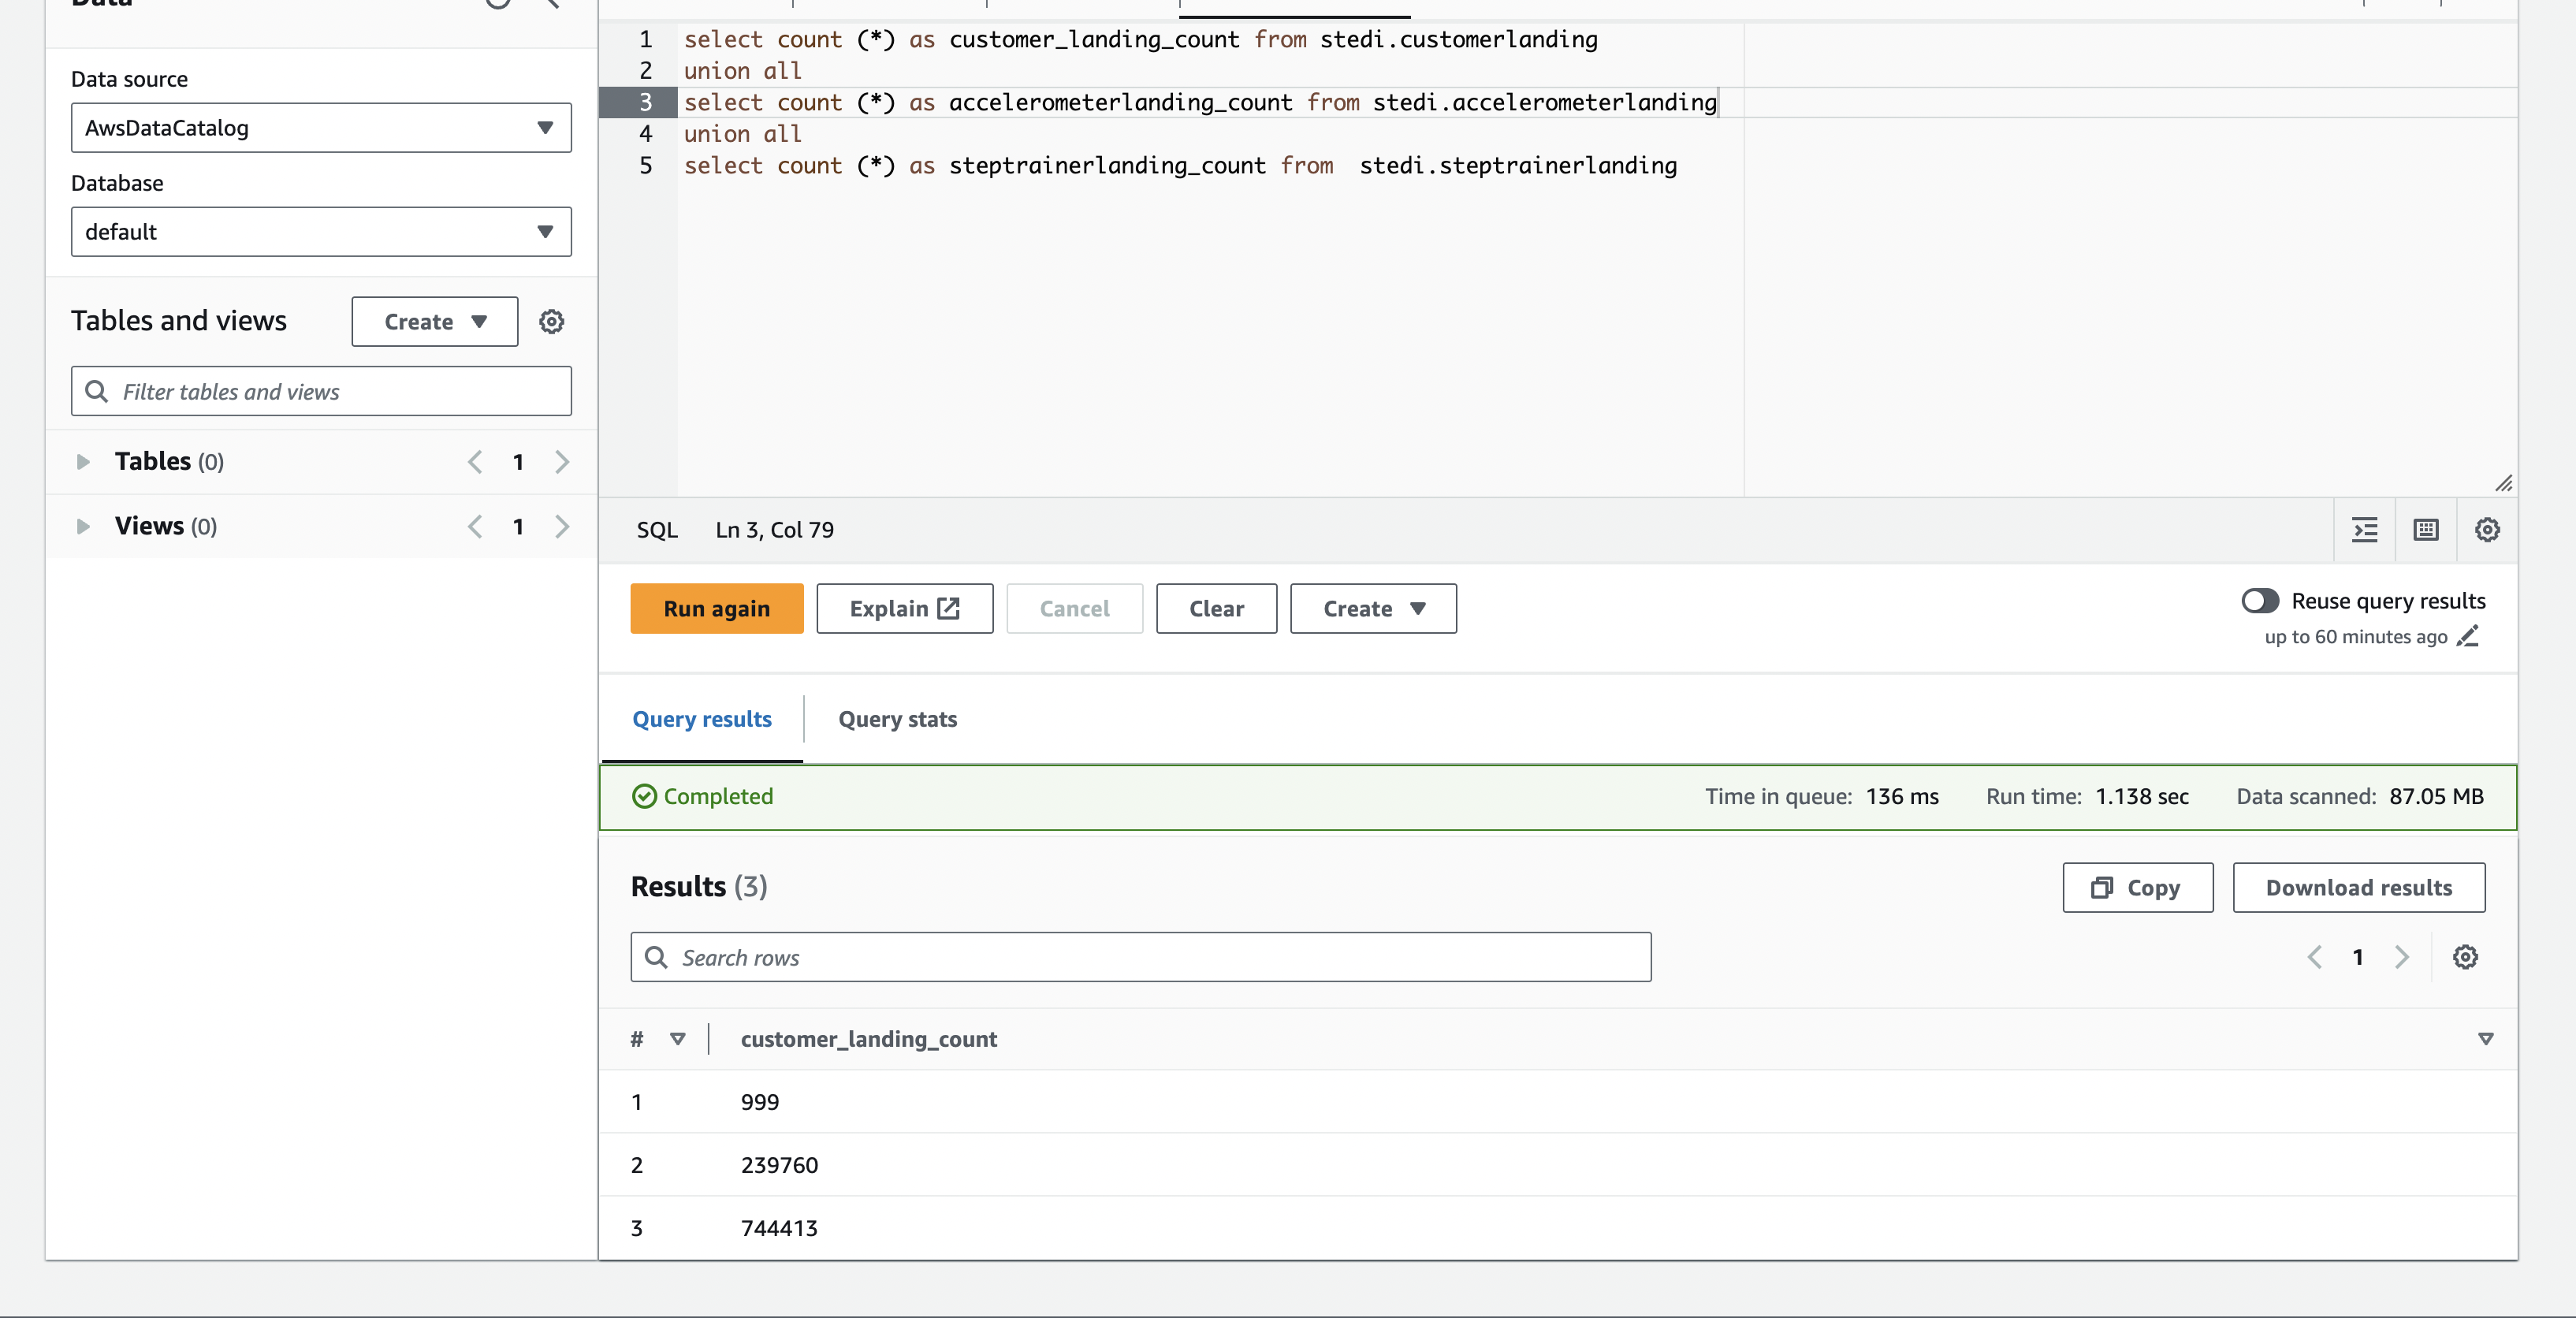 Data
Data source
AwsDataCatalog
Database
default
Tables and views
Create
Filter tables and views
Tables (0)
1
Views (0)
1
1 select count (*) as customer_landing_count from stedi.customerlanding
2 union all
3 select count (*) as accelerometerlanding_count from stedi.accelerometerlanding
4 union all
5 select count (*) as steptrainerlanding_count from  stedi.steptrainerlanding
SQL Ln 3, Col 79
Run again Explain Cancel Clear Create
Reuse query results
up to 60 minutes ago
Query results Query stats
Completed Time in queue: 136 ms Run time: 1.138 sec Data scanned: 87.05 MB
Results (3) Copy Download results
Search rows
1
# customer_landing_count
1 999
2 239760
3 744413